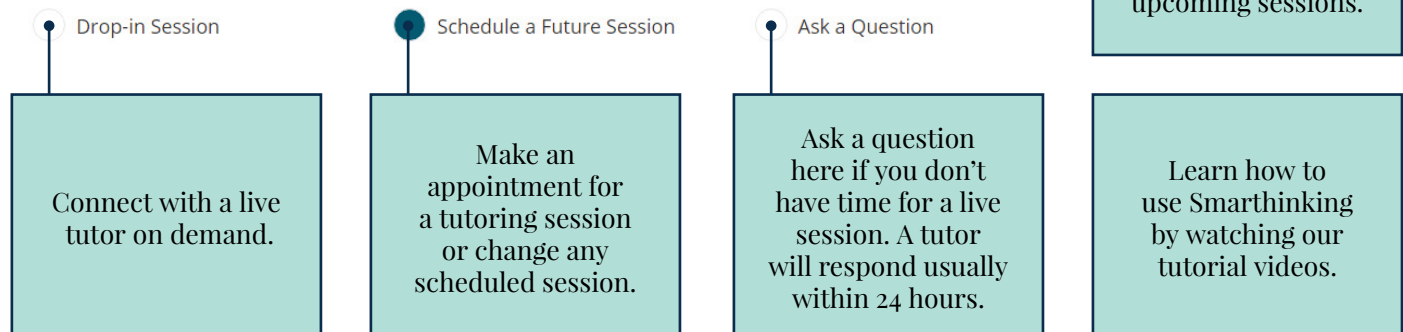 upcoming sessions.
Drop-in Session
Schedule a Future Session
Ask a Question
Connect with a live
tutor on demand.
Make an
appointment for
a tutoring session
or change any
scheduled session.
Ask a question
here if you don’t
have time for a live
session. A tutor
will respond usually
within 24 hours.
Learn how to
use Smarthinking
by watching our
tutorial videos.